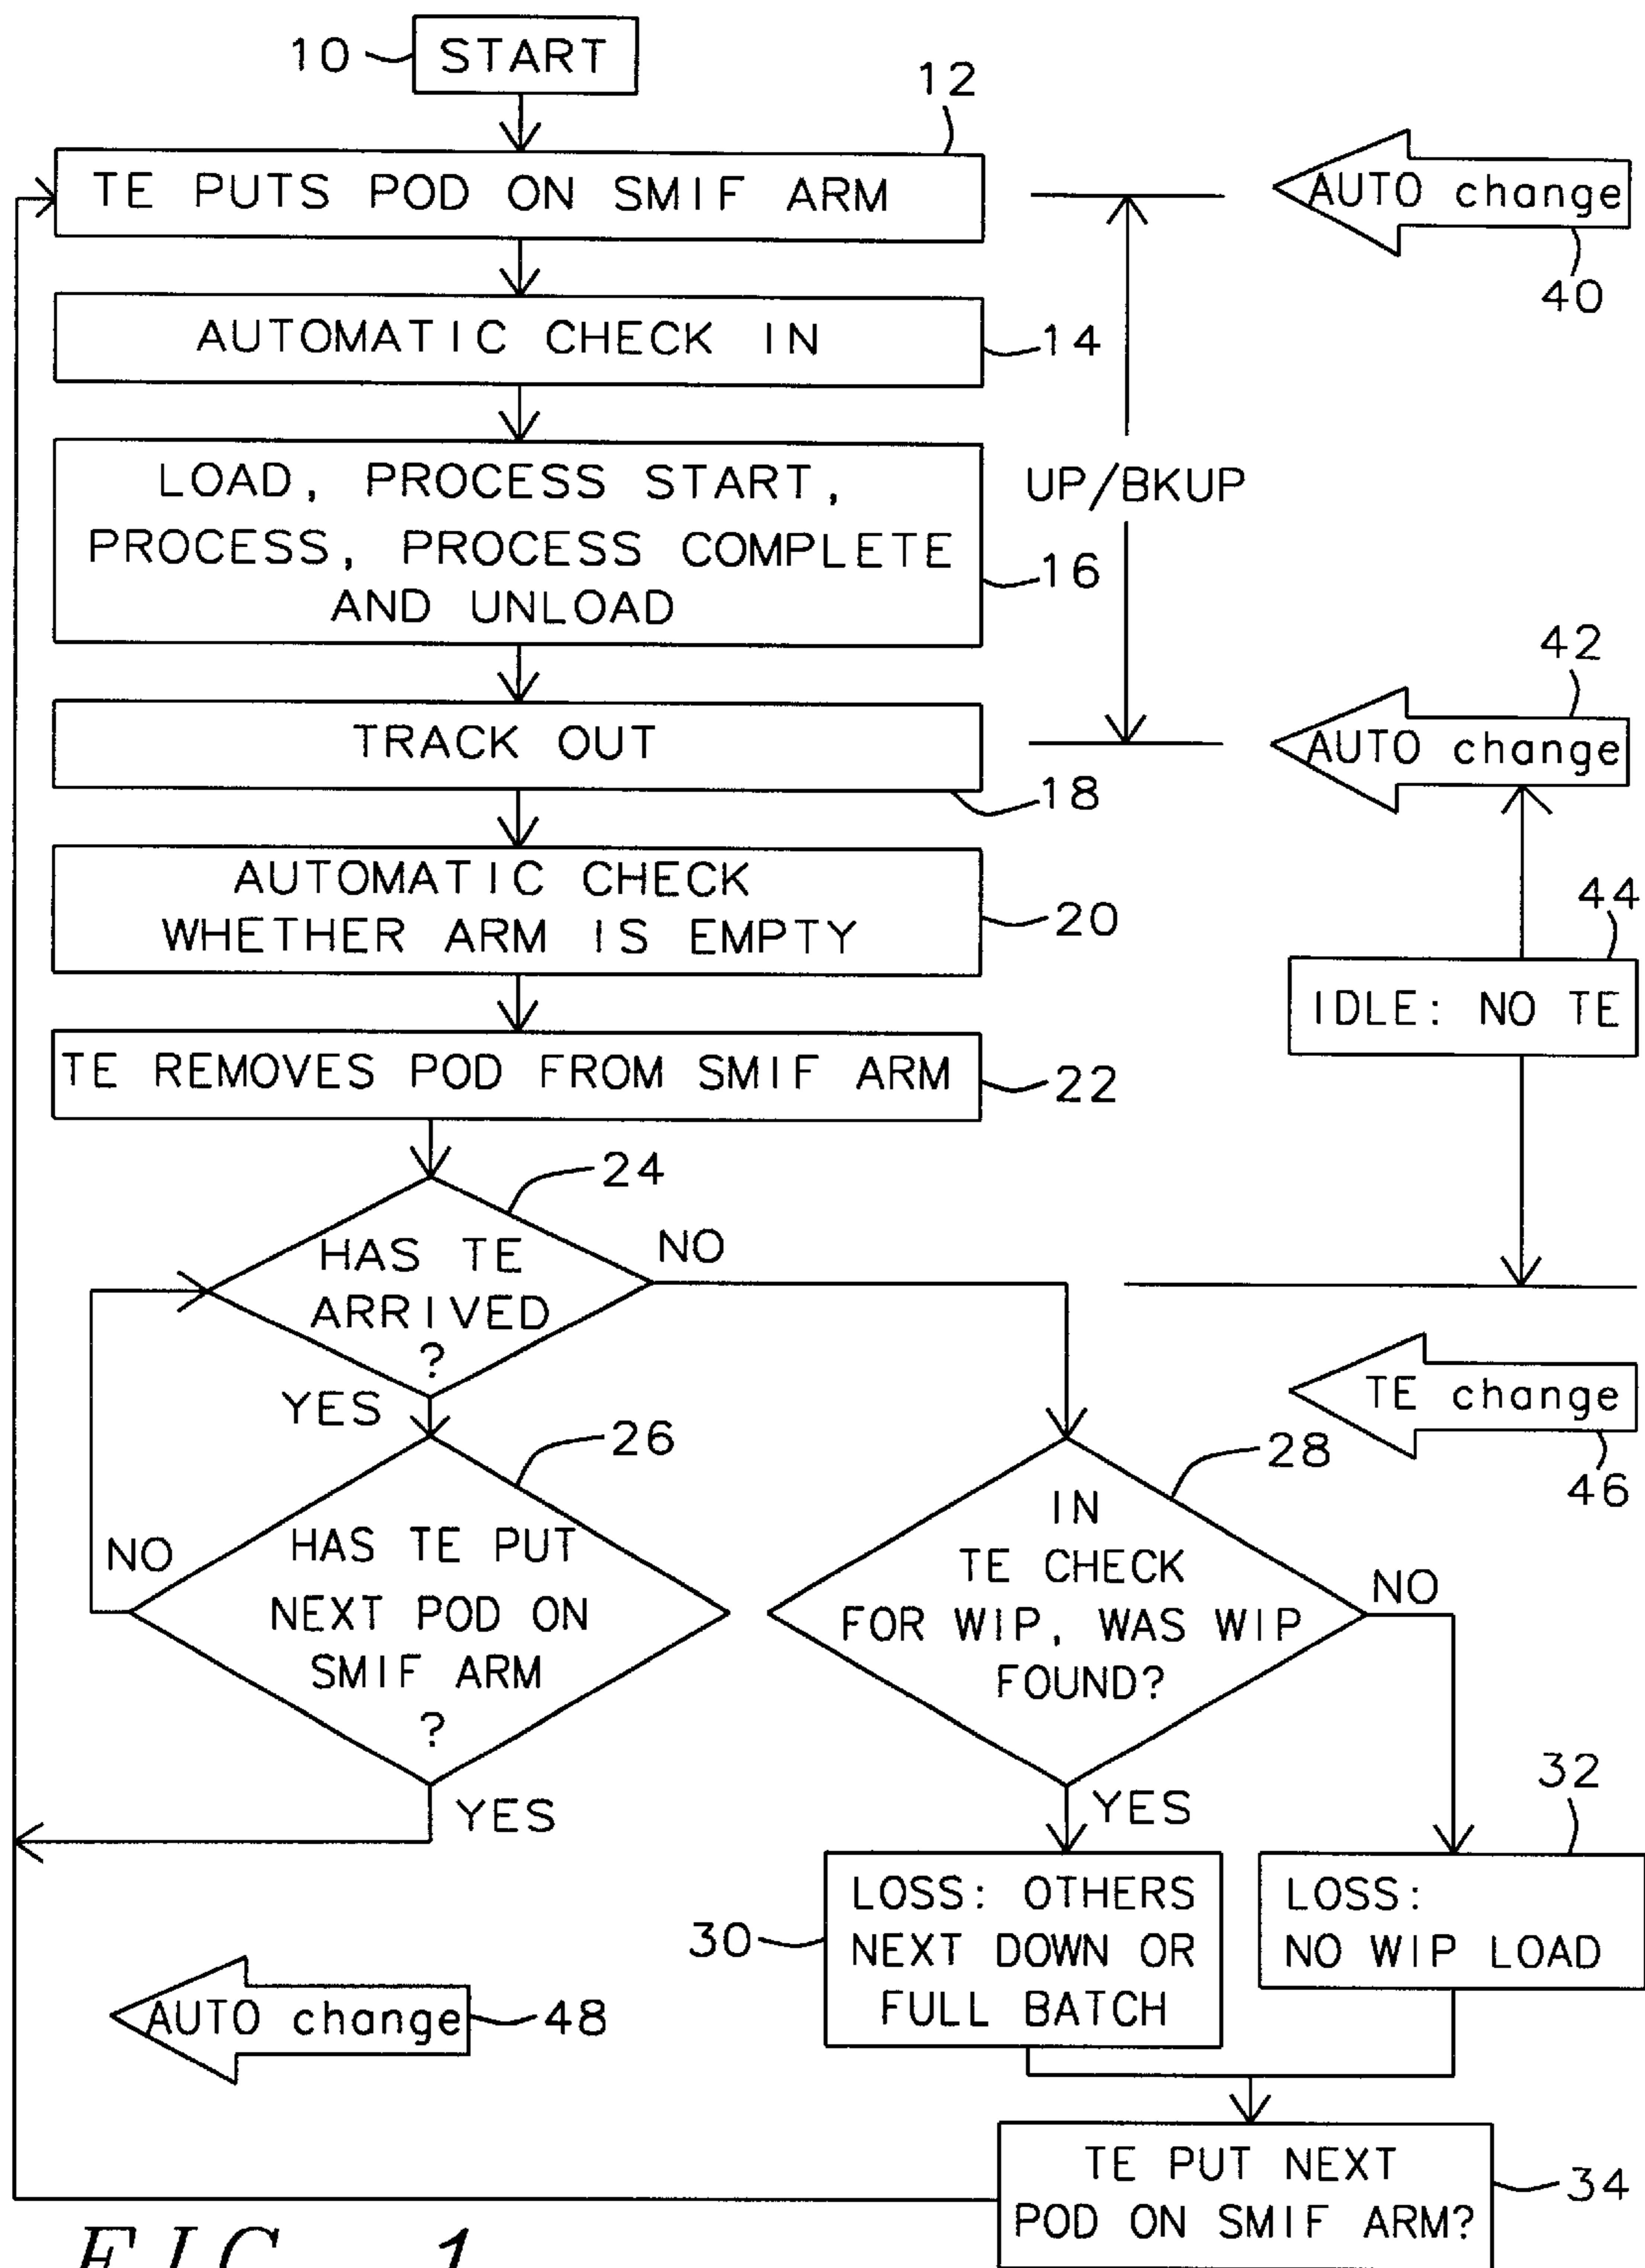 10
START
12
TE PUTS POD ON SMIF ARM
AUTO change
40
AUTOMATIC CHECK IN
14
LOAD, PROCESS START,
PROCESS, PROCESS COMPLETE
AND UNLOAD
16
UP/BKUP
42
TRACK OUT
AUTO change
18
AUTOMATIC CHECK
WHETHER ARM IS EMPTY
20
44
IDLE: NO TE
TE REMOVES POD FROM SMIF ARM
22
24
HAS TE
ARRIVED
?
NO
YES
TE change
46
26
HAS TE PUT
NEXT POD ON
SMIF ARM
?
NO
YES
28
IN
TE CHECK
FOR WIP, WAS WIP
FOUND?
NO
YES
32
30
LOSS: OTHERS
NEXT DOWN OR
FULL BATCH
LOSS:
NO WIP LOAD
AUTO change
48
TE PUT NEXT
POD ON SMIF ARM?
34
FIG. 1